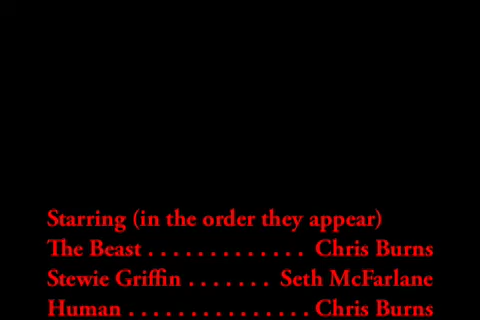 Starring (in the order they appear)
The Beast . . . . . . . . . . . . . Chris Burns
Stewie Griffin . . . . . . . Seth McFarlane
Human . . . . . . . . . . . . . . . Chris Burns